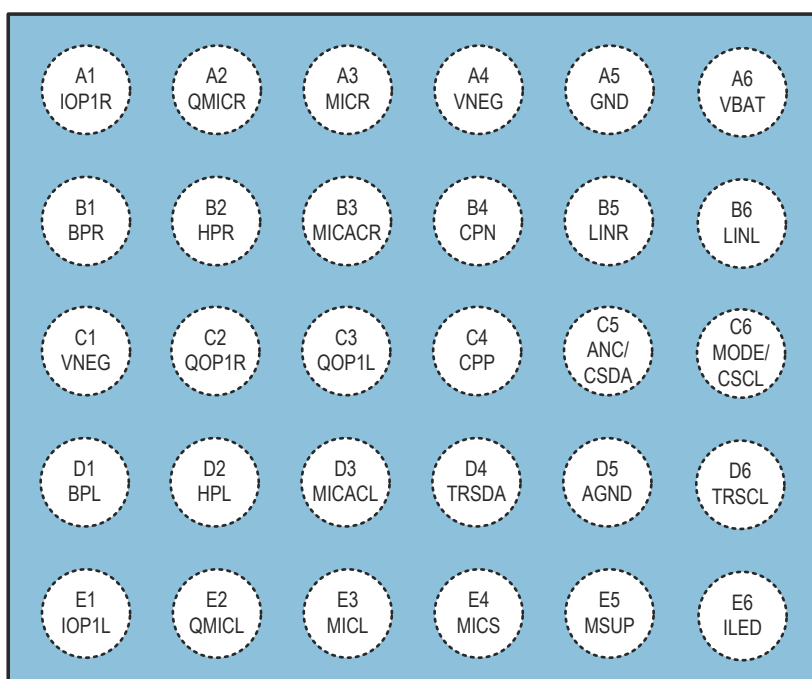 A1
IOP1R
A2
QMICR
A3
MICR
A4
VNEG
A5
GND
A6
VBAT
B1
BPR
B2
HPR
B3
MICACR
B4
CPN
B5
LINR
B6
LINL
C1
VNEG
C2
QOP1R
C3
QOP1L
C4
CPP
C5
ANC/
CSDA
C6
MODE/
CSCL
D1
BPL
D2
HPL
D3
MICACL
D4
TRSDA
D5
AGND
D6
TRSCL
E1
IOP1L
E2
QMICL
E3
MICL
E4
MICS
E5
MSUP
E6
ILED